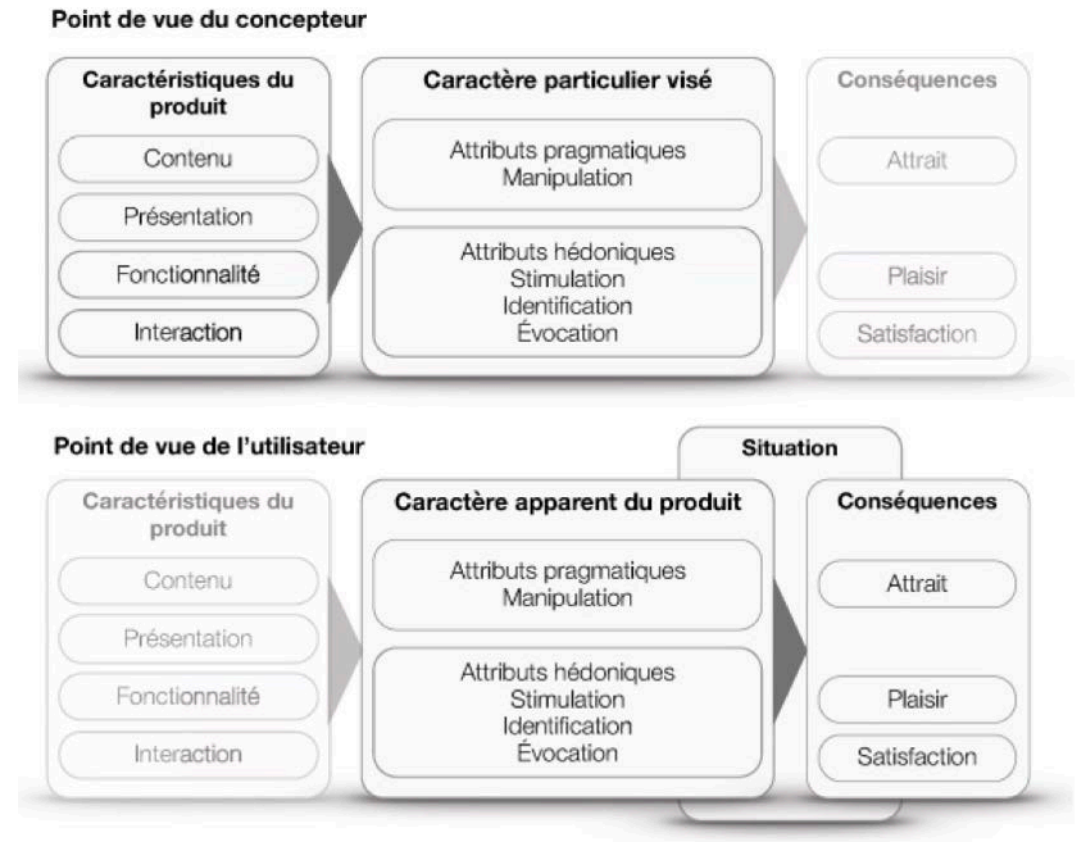 Point de vue du concepteur
Caractéristiques du
produit
Contenu
Présentation
Fonctionnalité
Interaction
Caractère particulier visé
Attributs pragmatiques
Manipulation
Attributs hédoniques
Stimulation
Identification
Évocation
Conséquences
Attrait
Plaisir
Satisfaction
Point de vue de l'utilisateur
Situation
Caractéristiques du
produit
Contenu
Présentation
Fonctionnalité
Interaction
Caractère apparent du produit
Attributs pragmatiques
Manipulation
Attributs hédoniques
Stimulation
Identification
Évocation
Conséquences
Attrait
Plaisir
Satisfaction